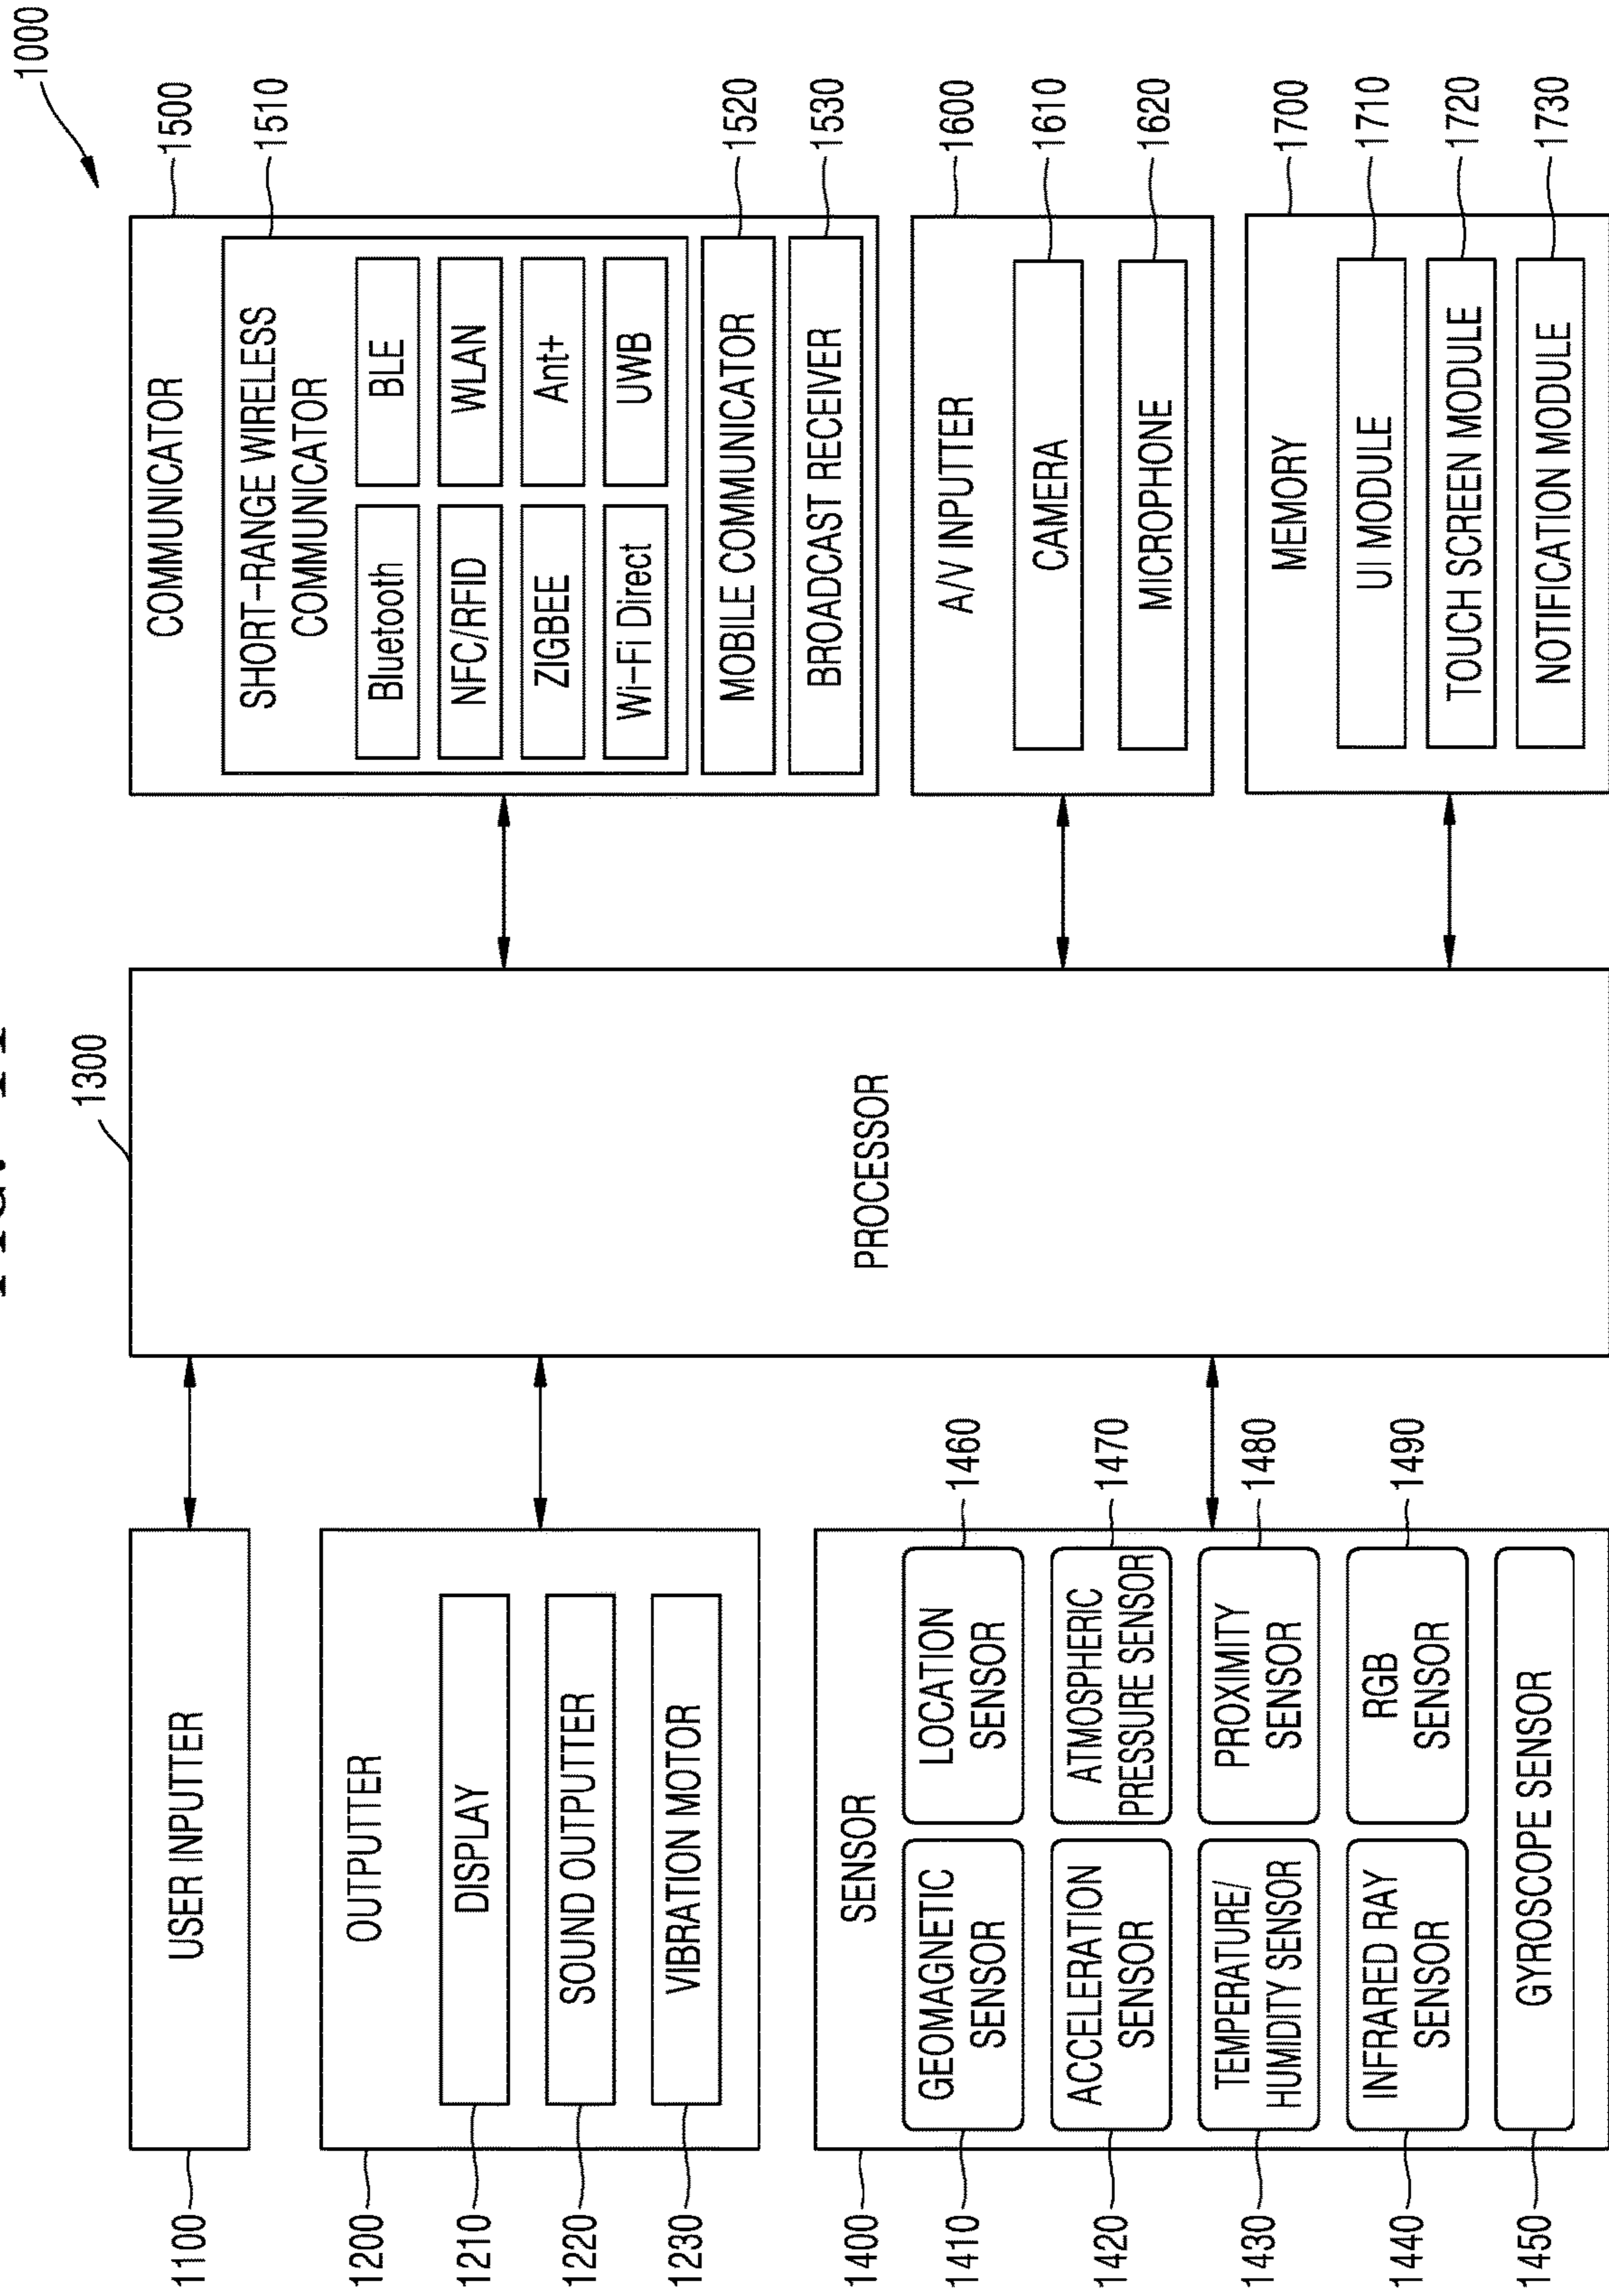 1000
1100
USER INPUTTER
1200
OUTPUTTER
1210
DISPLAY
1220
SOUND OUTPUTTER
1230
VIBRATION MOTOR
1400
SENSOR
1410
GEOMAGNETIC
SENSOR
1460
LOCATION
SENSOR
1420
ACCELERATION
SENSOR
1470
ATMOSPHERIC
PRESSURE SENSOR
1430
TEMPERATURE/
HUMIDITY SENSOR
1480
PROXIMITY
SENSOR
1440
INFRARED RAY
SENSOR
1490
RGB
SENSOR
1450
GYROSCOPE SENSOR
1300
PROCESSOR
1500
COMMUNICATOR
1510
SHORT-RANGE WIRELESS
COMMUNICATOR
Bluetooth
BLE
NFC/RFID
WLAN
ZIGBEE
Ant+
Wi-Fi Direct
UWB
1520
MOBILE COMMUNICATOR
1530
BROADCAST RECEIVER
1600
A/V INPUTTER
1610
CAMERA
1620
MICROPHONE
1700
MEMORY
1710
UI MODULE
1720
TOUCH SCREEN MODULE
1730
NOTIFICATION MODULE